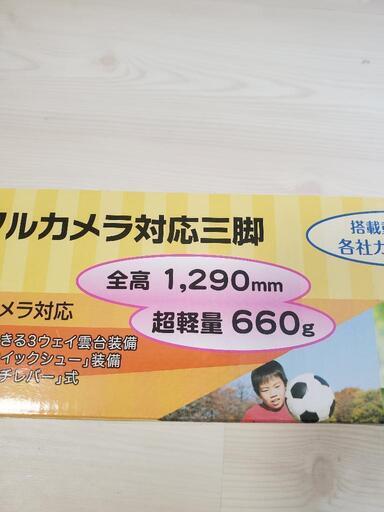 ルカメラ対応三脚
搭載
各社カ
全高 1,290mm
メラ対応
超軽量 660g
きる3ウェイ雲台装備
イックシュー」装備
チレバー」式